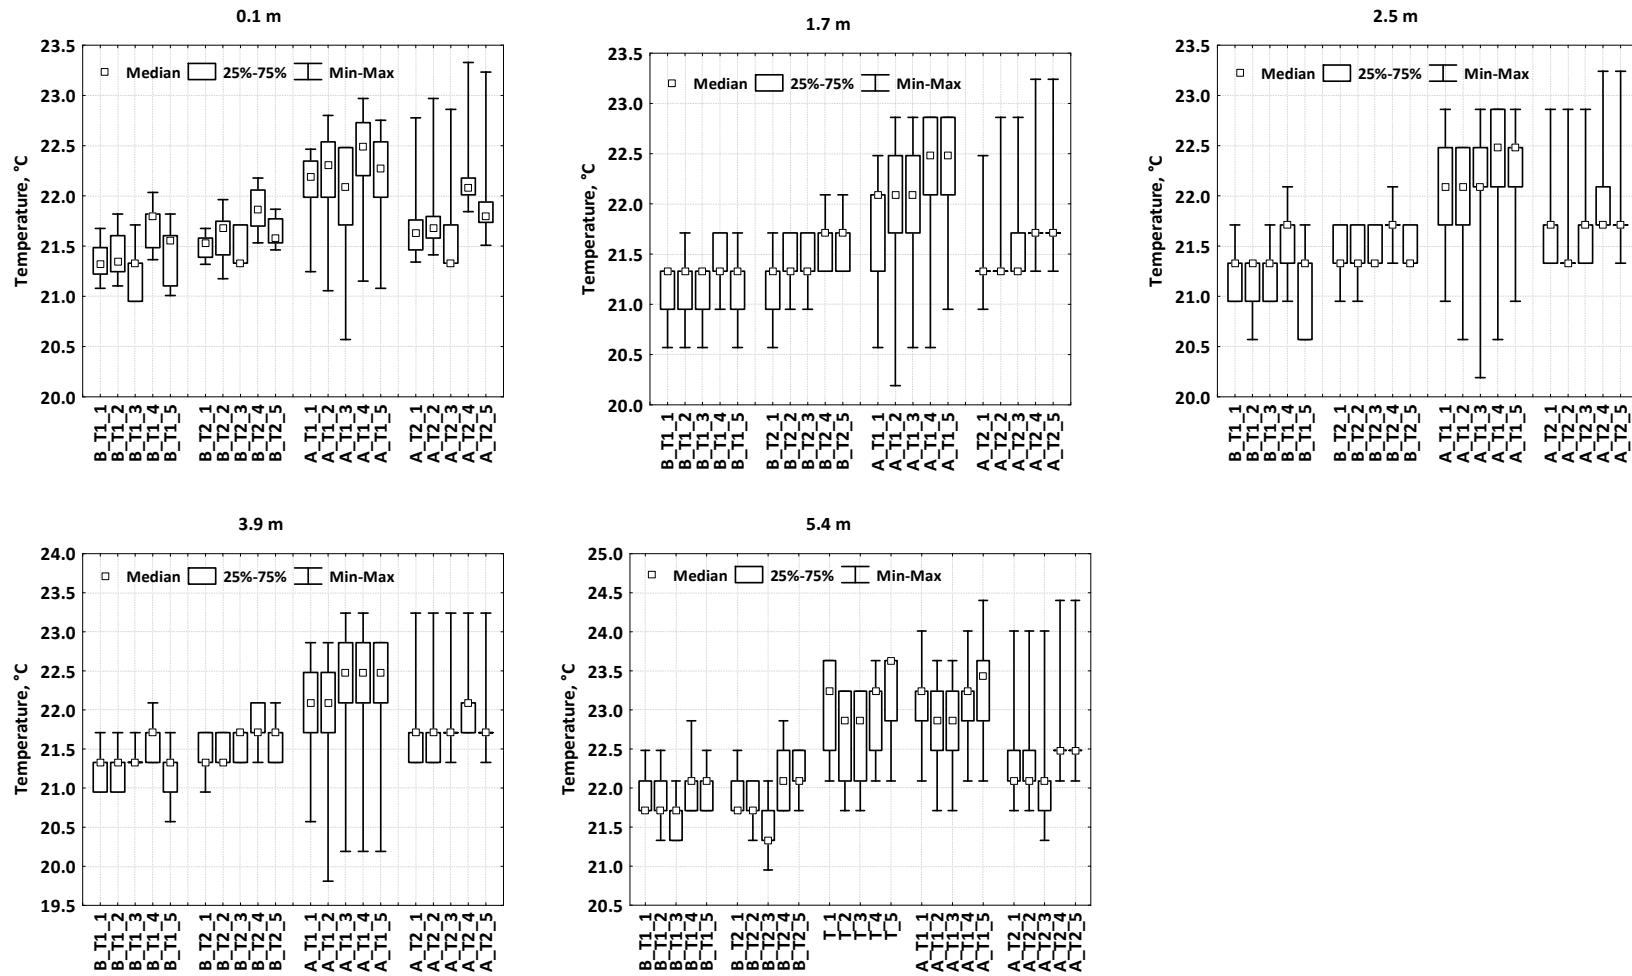 0.1 m
Temperature, °C
23.5
23.0
22.5
22.0
21.5
21.0
20.5
20.0
Median 25%-75% Min-Max
B_T1_1
B_T1_2
B_T1_3
B_T1_4
B_T1_5
B_T2_1
B_T2_2
B_T2_3
B_T2_4
B_T2_5
A_T1_1
A_T1_2
A_T1_3
A_T1_4
A_T1_5
A_T2_1
A_T2_2
A_T2_3
A_T2_4
A_T2_5
1.7 m
Temperature, °C
23.5
23.0
22.5
22.0
21.5
21.0
20.5
20.0
Median 25%-75% Min-Max
B_T1_1
B_T1_2
B_T1_3
B_T1_4
B_T1_5
B_T2_1
B_T2_2
B_T2_3
B_T2_4
B_T2_5
A_T1_1
A_T1_2
A_T1_3
A_T1_4
A_T1_5
A_T2_1
A_T2_2
A_T2_3
A_T2_4
A_T2_5
2.5 m
Temperature, °C
23.5
23.0
22.5
22.0
21.5
21.0
20.5
20.0
Median 25%-75% Min-Max
B_T1_1
B_T1_2
B_T1_3
B_T1_4
B_T1_5
B_T2_1
B_T2_2
B_T2_3
B_T2_4
B_T2_5
A_T1_1
A_T1_2
A_T1_3
A_T1_4
A_T1_5
A_T2_1
A_T2_2
A_T2_3
A_T2_4
A_T2_5
3.9 m
Temperature, °C
24.0
23.5
23.0
22.5
22.0
21.5
21.0
20.5
20.0
19.5
Median 25%-75% Min-Max
B_T1_1
B_T1_2
B_T1_3
B_T1_4
B_T1_5
B_T2_1
B_T2_2
B_T2_3
B_T2_4
B_T2_5
A_T1_1
A_T1_2
A_T1_3
A_T1_4
A_T1_5
A_T2_1
A_T2_2
A_T2_3
A_T2_4
A_T2_5
5.4 m
Temperature, °C
25.0
24.5
24.0
23.5
23.0
22.5
22.0
21.5
21.0
20.5
Median 25%-75% Min-Max
B_T1_1
B_T1_2
B_T1_3
B_T1_4
B_T1_5
B_T2_1
B_T2_2
B_T2_3
B_T2_4
B_T2_5
T_1
T_2
T_3
T_4
T_5
A_T1_1
A_T1_2
A_T1_3
A_T1_4
A_T1_5
A_T2_1
A_T2_2
A_T2_3
A_T2_4
A_T2_5